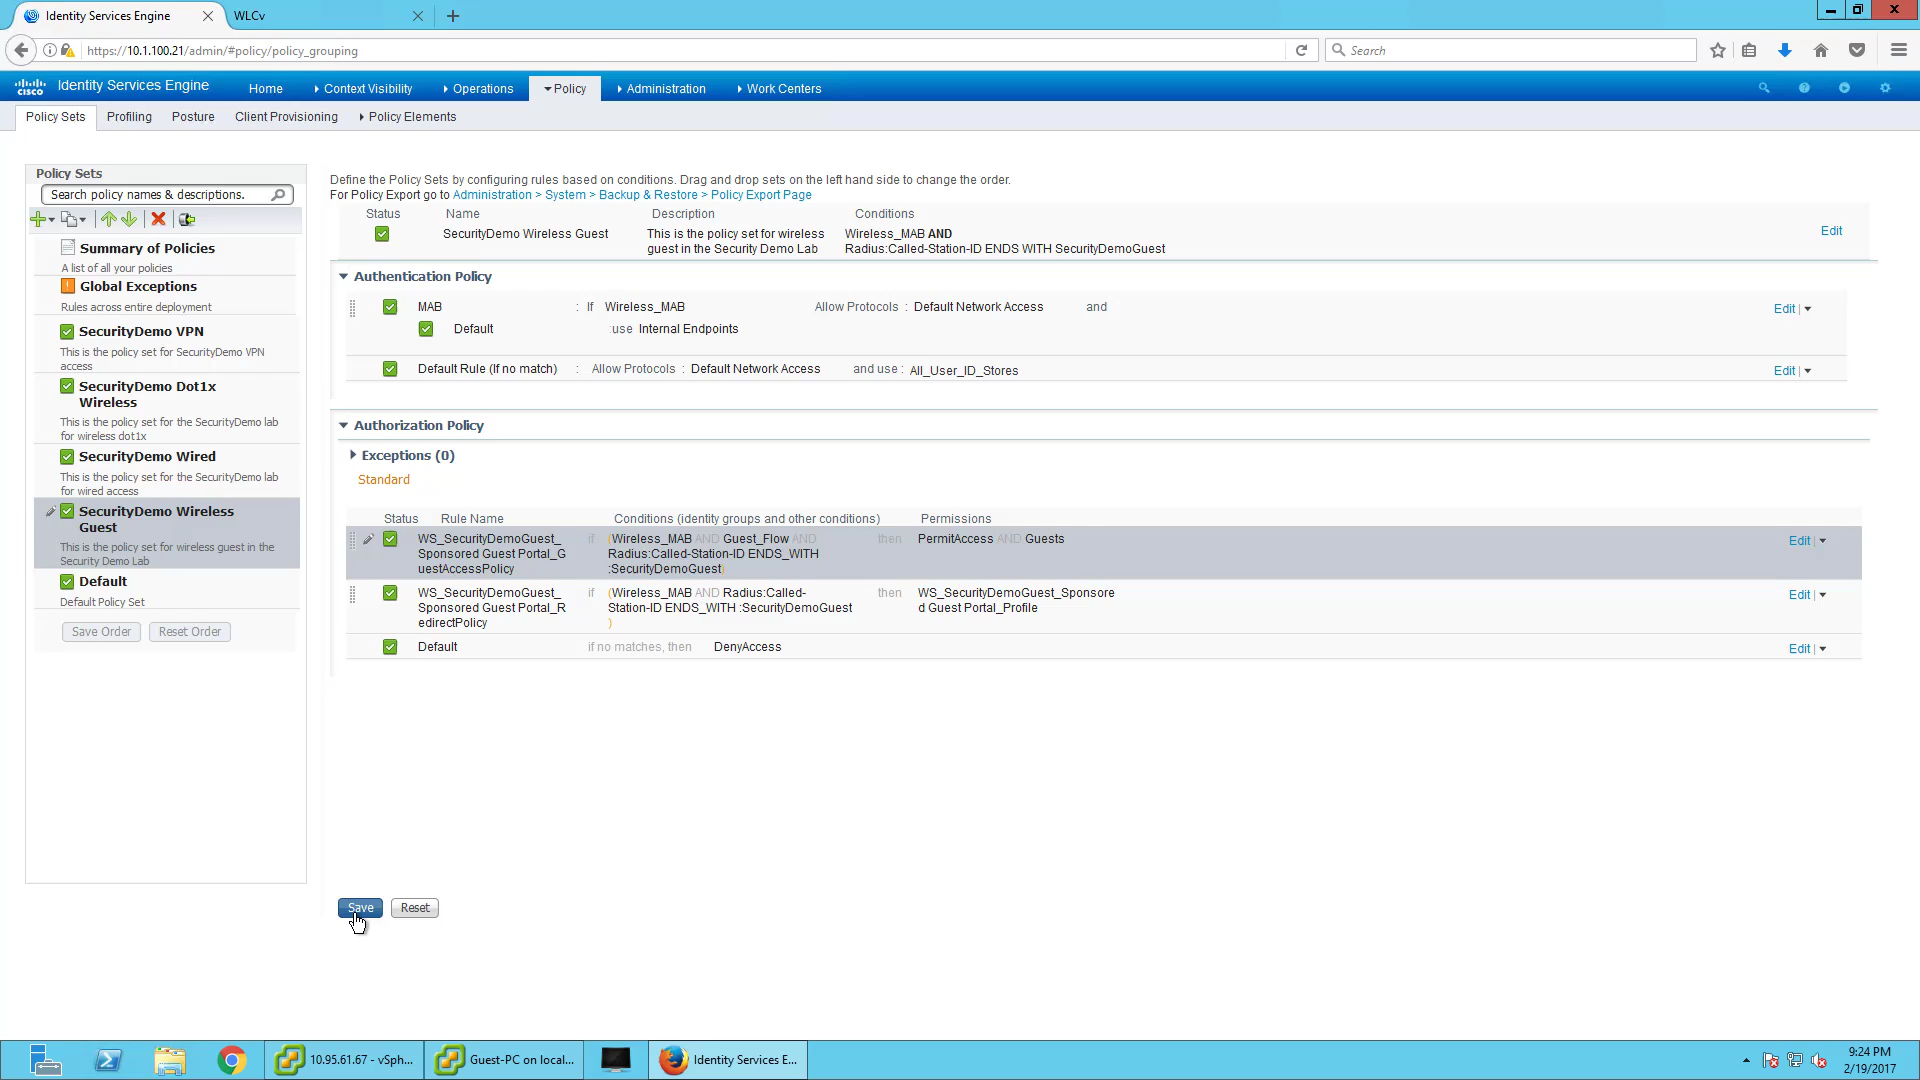 Identity Services Engine
WLCv
https://10.1.100.21/admin/#policy/policy_grouping
Search
CISCO
Identity Services Engine
Home
Context Visibility
Operations
Policy
Administration
Work Centers
Policy Sets
Profiling
Posture
Client Provisioning
Policy Elements
Policy Sets
Search policy names & descriptions.
Summary of Policies
A list of all your policies
Global Exceptions
Rules across entire deployment
SecurityDemo VPN
This is the policy set for SecurityDemo VPN
access
SecurityDemo Dot1x
Wireless
This is the policy set for the SecurityDemo lab
for wireless dot1x
SecurityDemo Wired
This is the policy set for the SecurityDemo lab
for wired access
SecurityDemo Wireless
Guest
This is the policy set for wireless guest in the
Security Demo Lab
Default
Default Policy Set
Save Order
Reset Order
Define the Policy Sets by configuring rules based on conditions. Drag and drop sets on the left hand side to change the order.
For Policy Export go to Administration > System > Backup & Restore > Policy Export Page
Status Name Description Conditions
SecurityDemo Wireless Guest
This is the policy set for wireless
guest in the Security Demo Lab
Wireless_MAB AND
Radius:Called-Station-ID ENDS WITH SecurityDemoGuest
Edit
Authentication Policy
MAB : If Wireless_MAB Allow Protocols : Default Network Access and
Edit |
Default :use Internal Endpoints
Default Rule (If no match) : Allow Protocols : Default Network Access and use : All_User_ID_Stores
Edit |
Authorization Policy
Exceptions (0)
Standard
Status Rule Name Conditions (identity groups and other conditions) Permissions
WS_SecurityDemoGuest_
Sponsored Guest Portal_G
uestAccessPolicy
if
(Wireless_MAB AND Guest_Flow AND
Radius:Called-Station-ID ENDS_WITH
:SecurityDemoGuest)
then
PermitAccess AND Guests
Edit |
WS_SecurityDemoGuest_
Sponsored Guest Portal_R
edirectPolicy
if
(Wireless_MAB AND Radius:Called-
Station-ID ENDS_WITH :SecurityDemoGuest
)
then
WS_SecurityDemoGuest_Sponsore
d Guest Portal_Profile
Edit |
Default if no matches, then DenyAccess
Edit |
Save
Reset
10.95.61.67 - vSph...
Guest-PC on local...
Identity Services E...
9:24 PM
2/19/2017